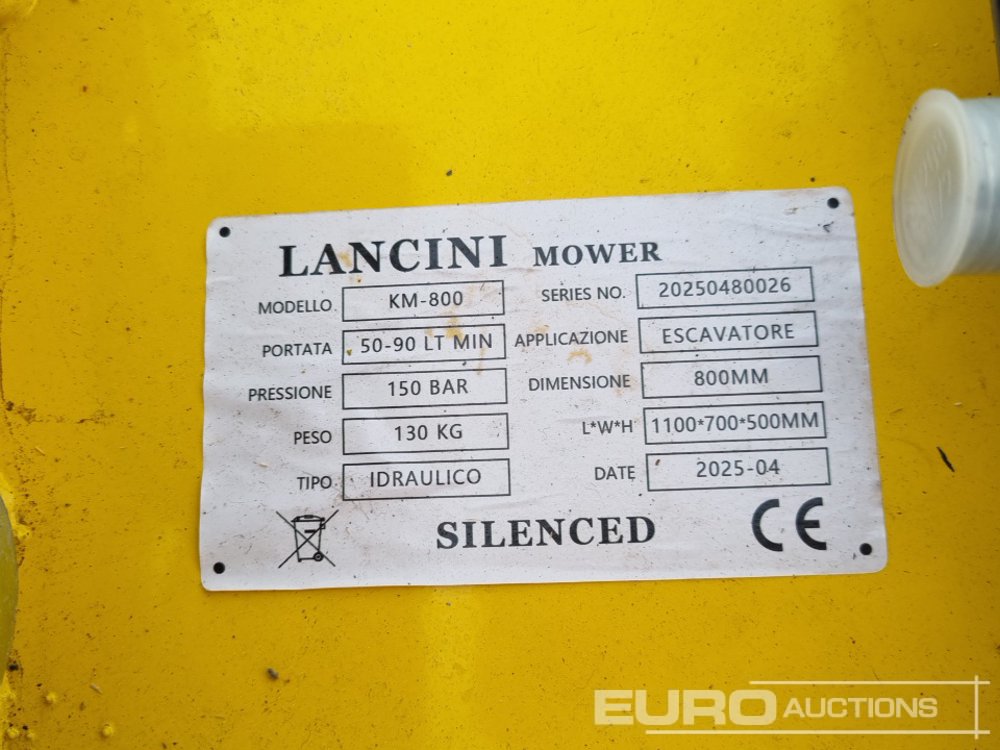 LANCINI MOWER
MODELLO KM-800 SERIES NO. 20250480026
PORTATA 50-90 LT MIN APPLICAZIONE ESCAVATORE
PRESSIONE 150 BAR DIMENSIONE 800MM
PESO 130 KG L*W*H 1100*700*500MM
TIPO IDRAULICO DATE 2025-04
SILENCED CE
EURO AUCTIONS